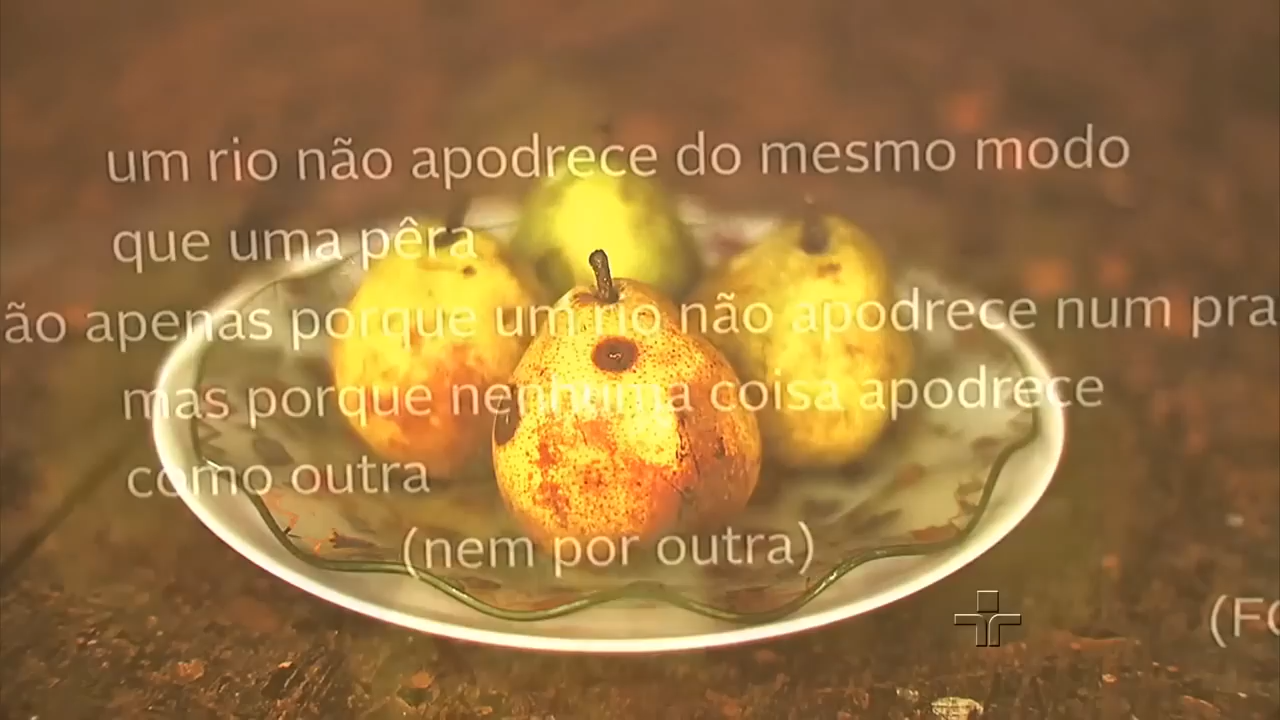 um rio não apodrece do mesmo modo
que uma pêra
ão apenas porque um rio não apodrece num pra
mas porque nenhuma coisa apodrece
como outra
(nem por outra)
(FO